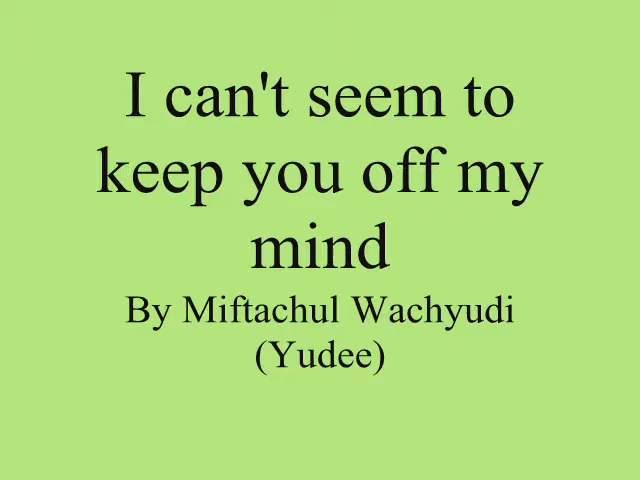 I can't seem to
keep you off my
mind
By Miftachul Wachyudi
(Yudee)